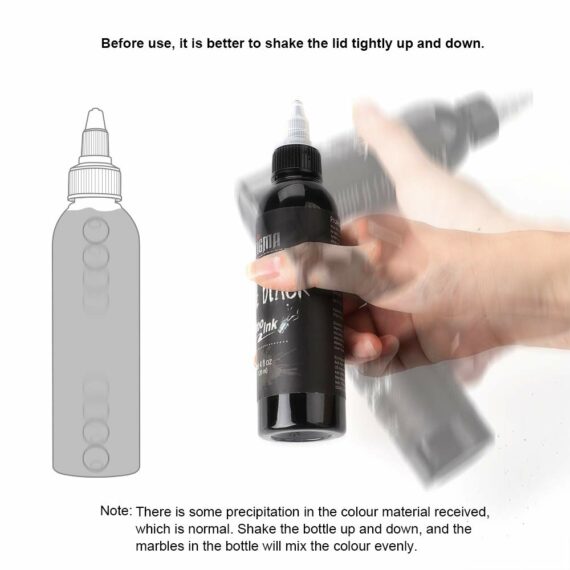 Before use, it is better to shake the lid tightly up and down.
BLACK
Ink
Note: There is some precipitation in the colour material received,
which is normal. Shake the bottle up and down, and the
marbles in the bottle will mix the colour evenly.